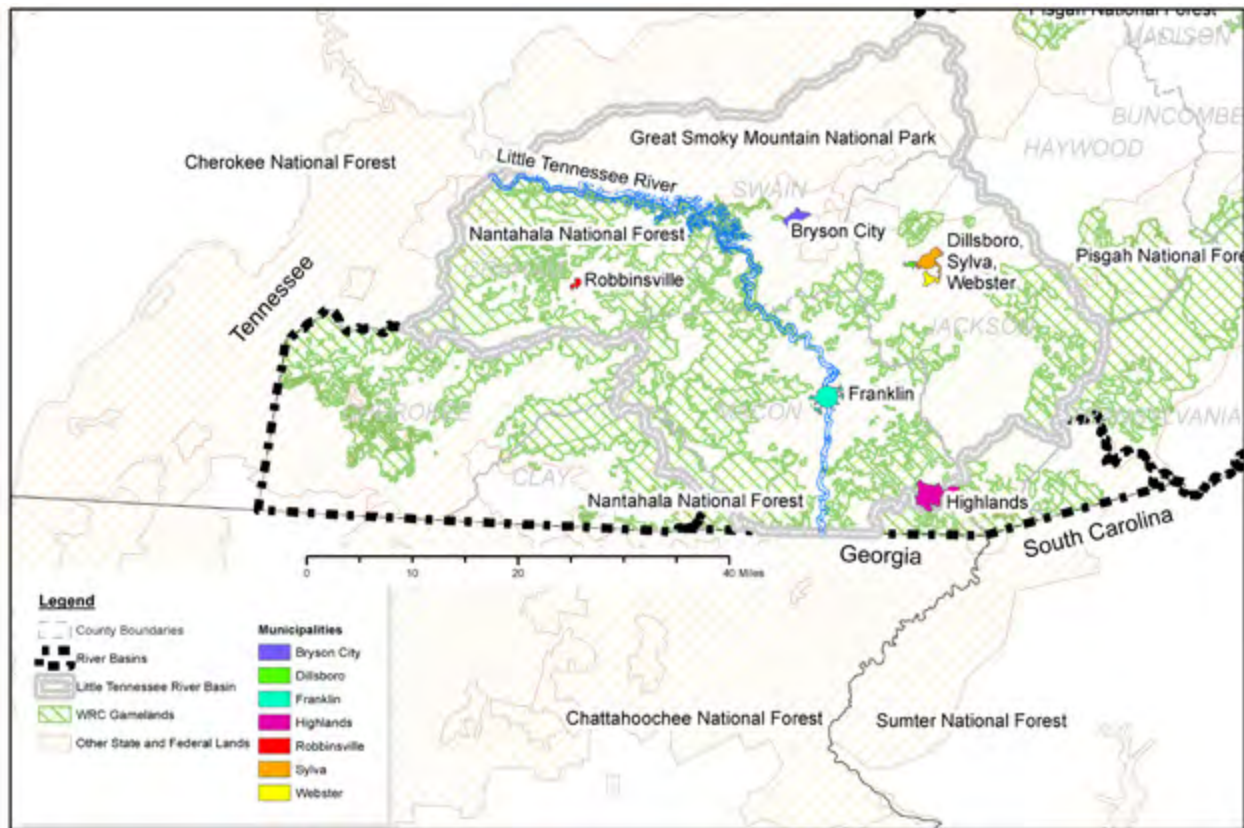 Pisgah National Forest
MADISON
BUNCOMBE
HAYWOOD
Great Smoky Mountain National Park
Cherokee National Forest
Little Tennessee River
SWAIN
Bryson City
Nantahala National Forest
Dillsboro,
Sylva,
Webster
Pisgah National Fore
Robbinsville
Tennessee
JACKSON
Franklin
CLAY
Nantahala National Forest
Highlands
Georgia
South Carolina
0 10 20 40 Miles
Legend
County Boundaries
River Basins
Little Tennessee River Basin
WRC Gamelands
Other State and Federal Lands
Municipalities
Bryson City
Dillsboro
Franklin
Highlands
Robbinsville
Sylva
Webster
Chattahoochee National Forest
Sumter National Forest